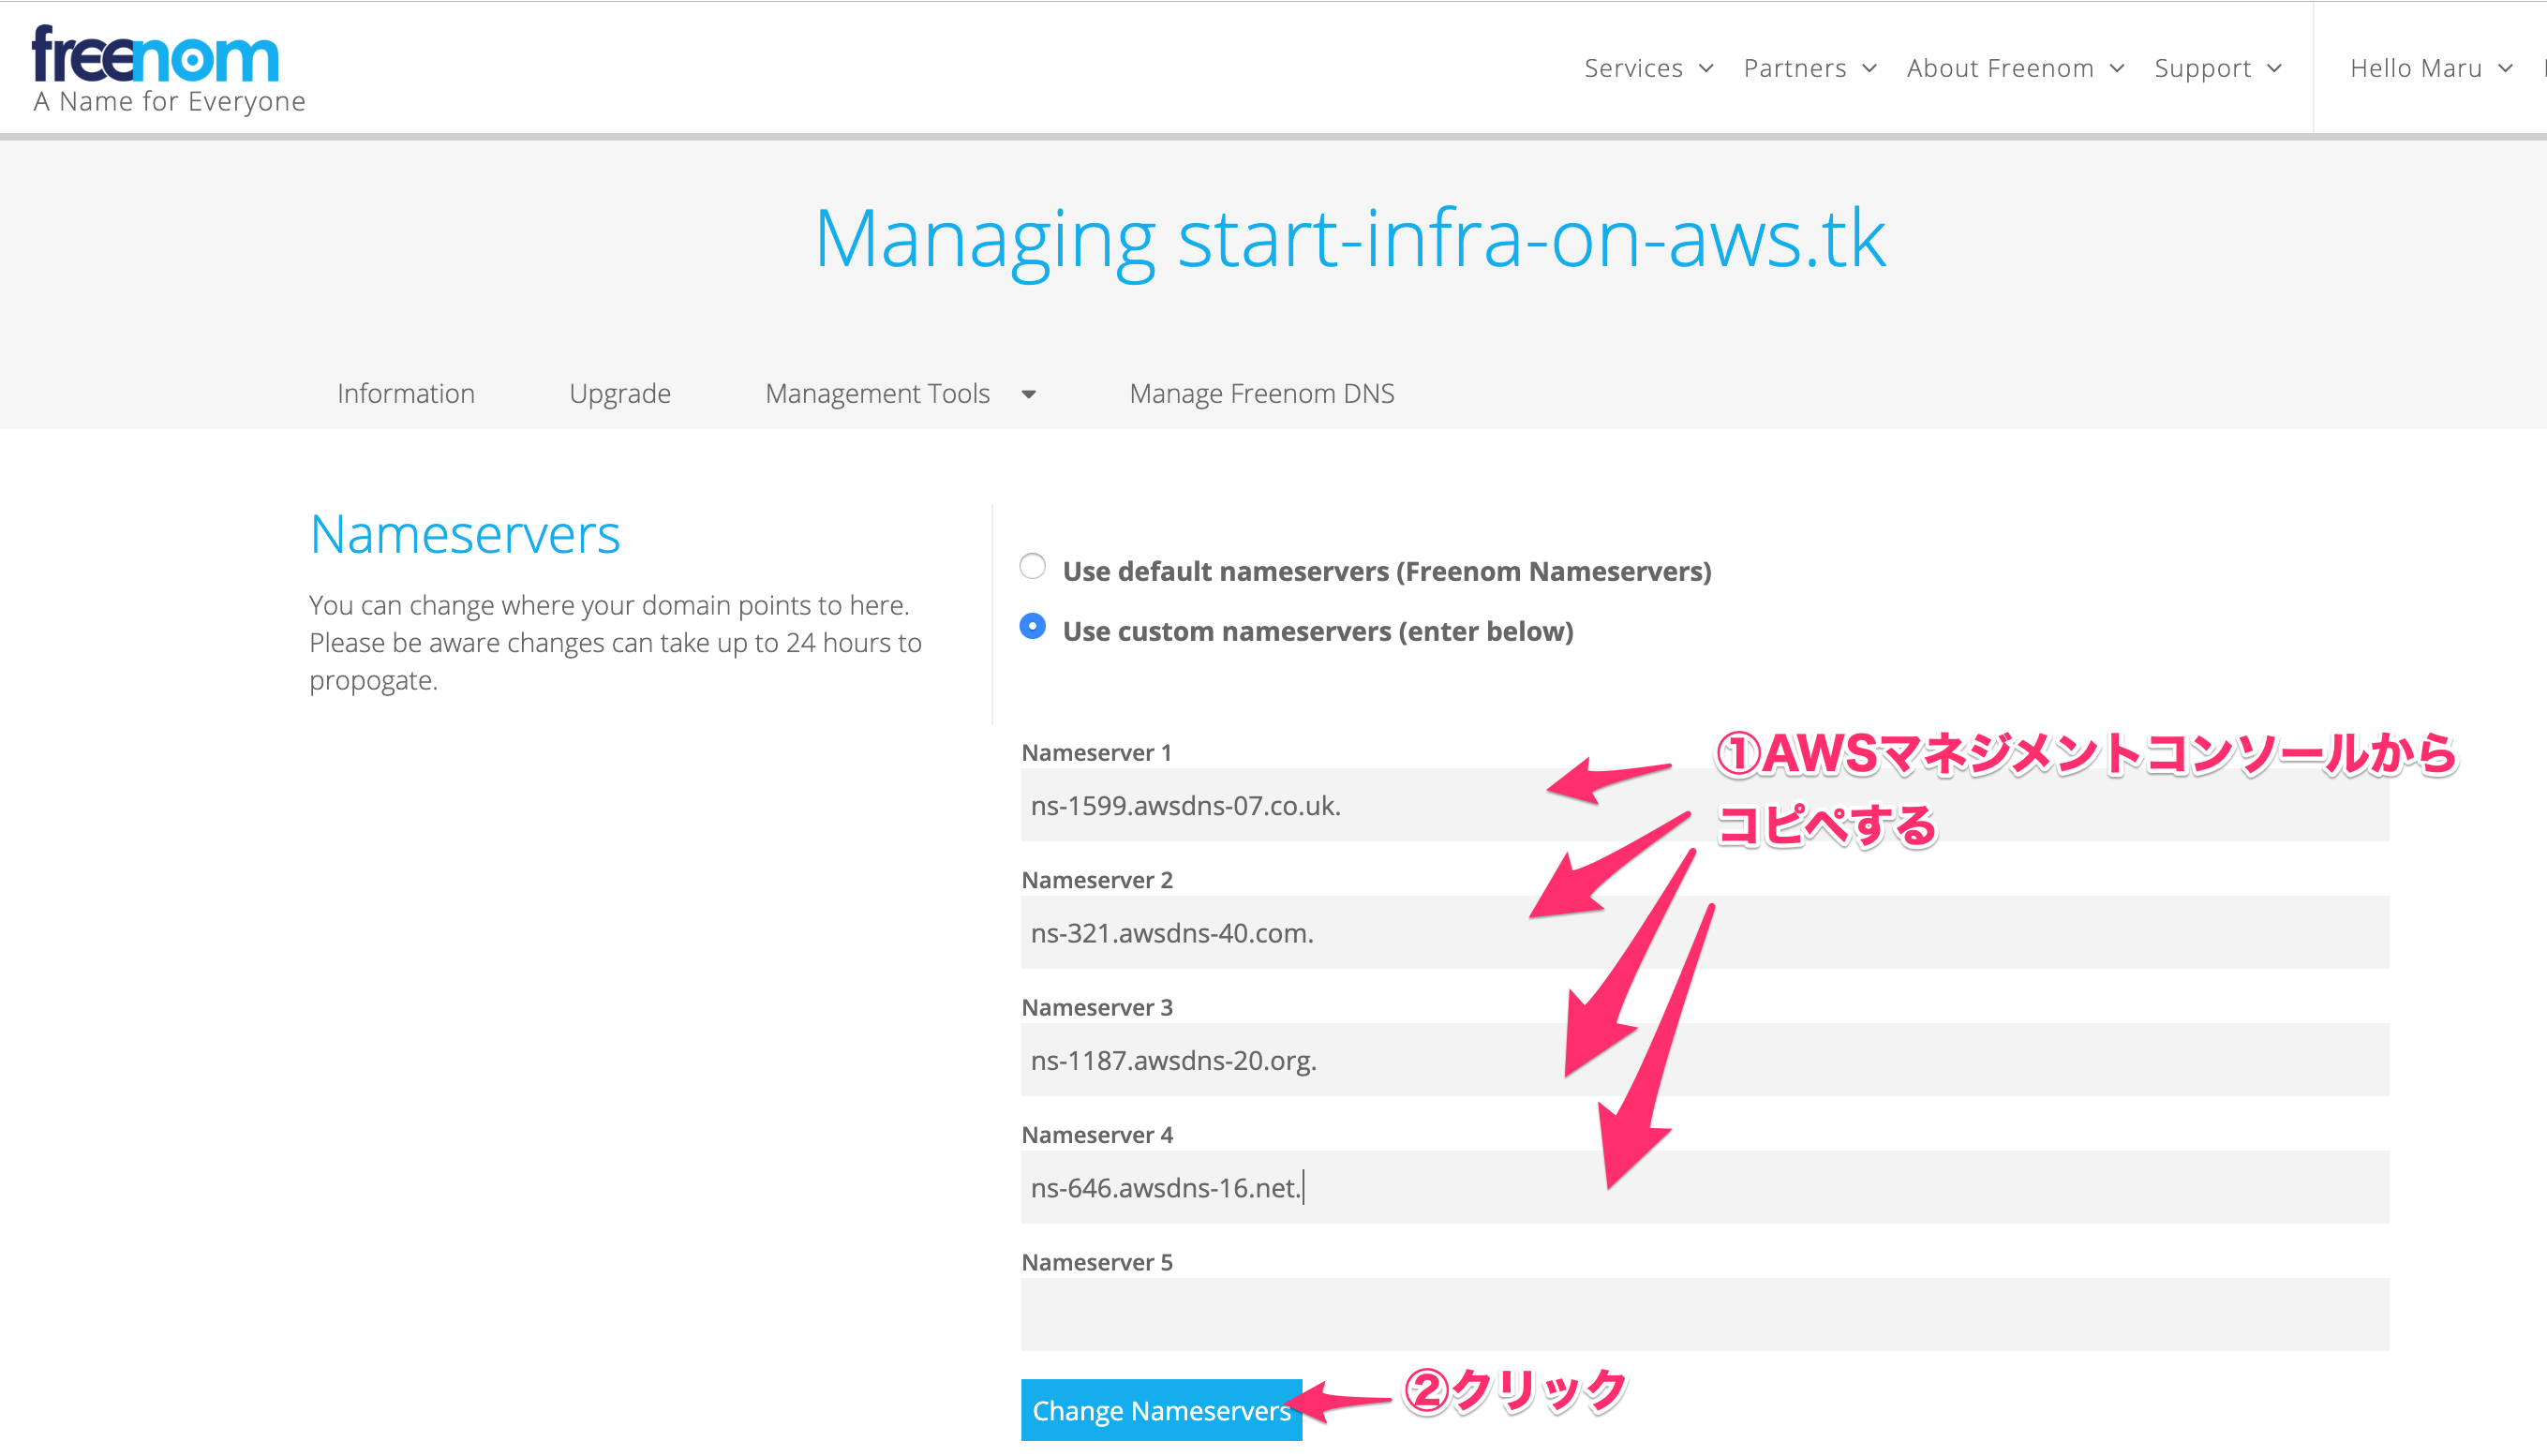 freenom
A Name for Everyone
Services
Partners
About Freenom
Support
Hello Maru
Managing start-infra-on-aws.tk
Information
Upgrade
Management Tools
Manage Freenom DNS
Nameservers
You can change where your domain points to here.
Please be aware changes can take up to 24 hours to
propogate.
Use default nameservers (Freenom Nameservers)
Use custom nameservers (enter below)
①AWSマネジメントコンソールから
コピペする
Nameserver 1
ns-1599.awsdns-07.co.uk.
Nameserver 2
ns-321.awsdns-40.com.
Nameserver 3
ns-1187.awsdns-20.org.
Nameserver 4
ns-646.awsdns-16.net.
Nameserver 5
Change Nameservers
②クリック